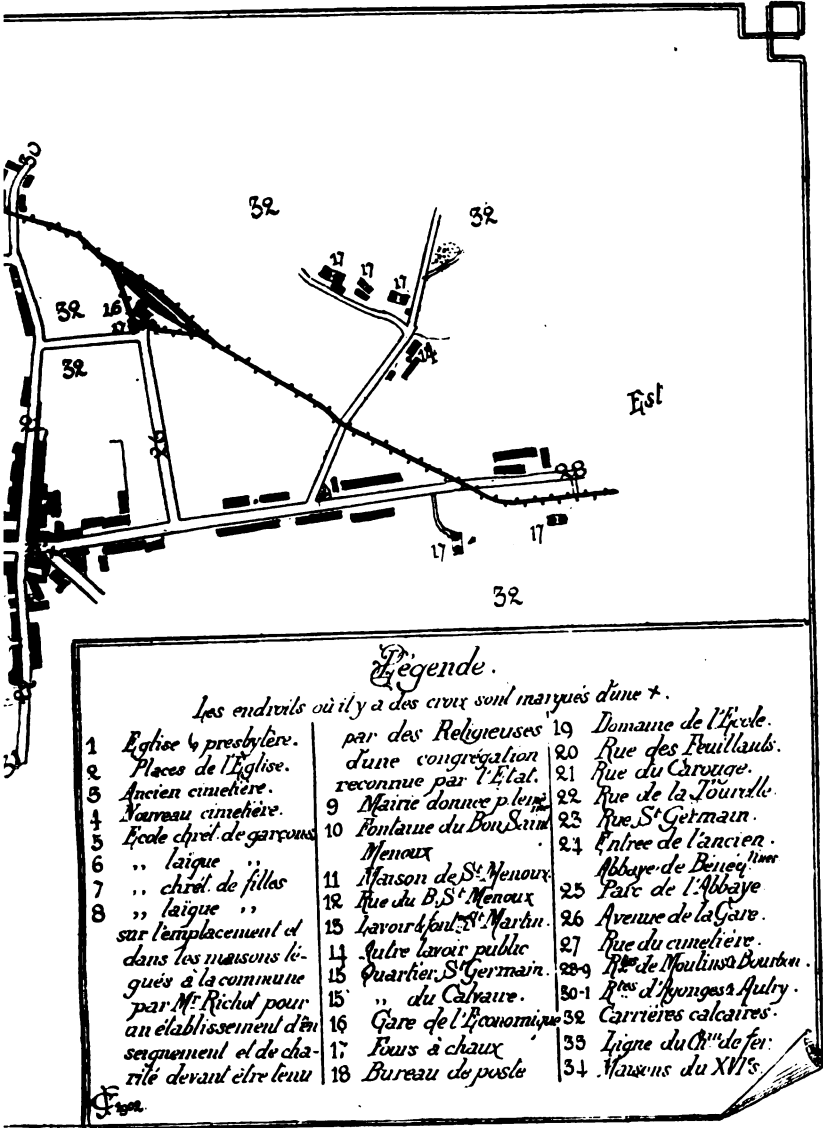 30
32
32
17
17
17
32
16
17
32
14
Est
26
28
17
17
32
Légende.
Les endroits où il y a des croix sont marqués d'une +.
1 Eglise & presbytère.
2 Places de l'Eglise.
3 Ancien cimetière.
4 Nouveau cimetière.
5 Ecole chrét. de garçons
6 ,, laïque ,,
7 ,, chrét. de filles
8 ,, laïque ,,
sur l'emplacement et
dans les maisons lé-
gués à la commune
par Mr Richot pour
un établissement d'en
seignement et de cha-
rité devant être tenu
par des Religieuses
d'une congrégation
reconnue par l'Etat.
9 Mairie donnée p.
10 Fontaine du Bon Saint
Menoux
11 Maison de St Menoux
12 Rue du B. St Menoux
13 Lavoir & font. St Martin.
14 Autre lavoir public
15 Quartier St Germain.
15 ,, du Calvaire.
16 Gare de l'Economique
17 Fours à chaux
18 Bureau de poste
19 Domaine de l'Ecole.
20 Rue des Feuillants.
21 Rue du Carouge.
22 Rue de la Tourelle
23 Rue St Germain.
24 Entrée de l'ancien.
Abbaye de Bénéd.tines
25 Parc de l'Abbaye
26 Avenue de la Gare.
27 Rue du cimetière.
28-9 Rtes de Moulins & Bourbon.
30-1 Rtes d'Agonges & Autry.
32 Carrières calcaires.
33 Ligne du Chin de fer.
34 Maisons du XVIe s.
1902